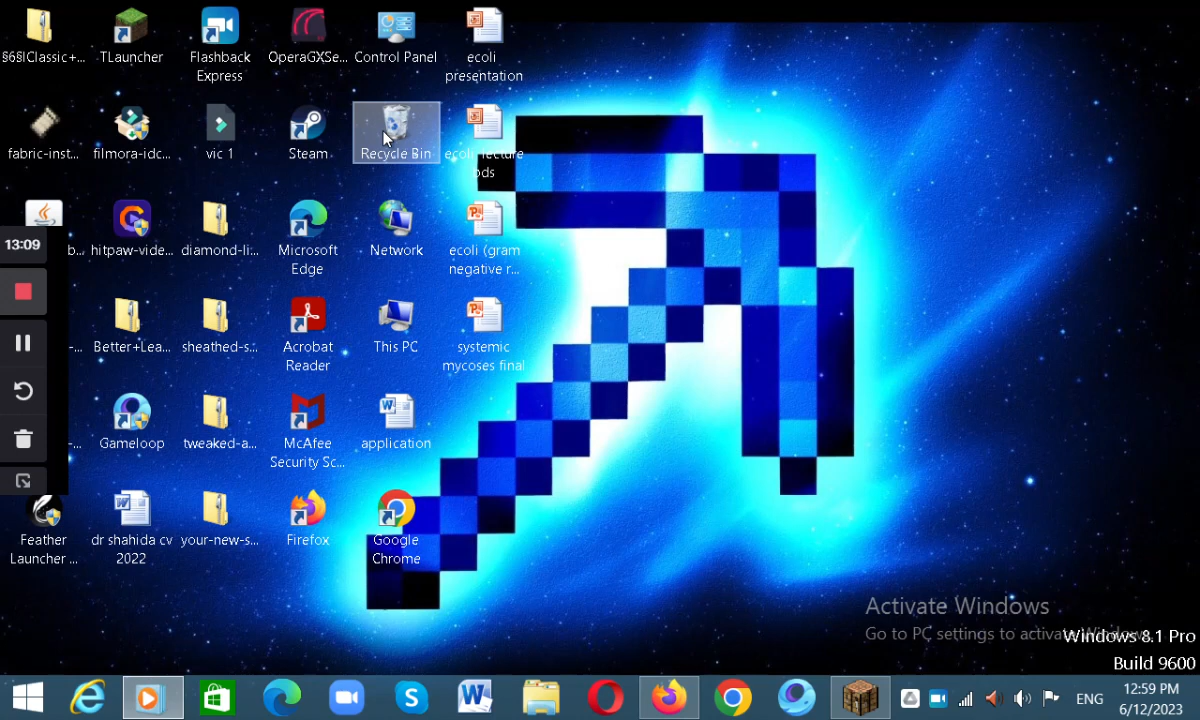 §6§lClassic+...
TLauncher
Flashback
Express
OperaGXSe...
Control Panel
ecoli
presentation
fabric-inst...
filmora-idc...
vic 1
Steam
Recycle Bin
ecoli lecture
pds
b...
hitpaw-vide...
diamond-li...
Microsoft
Edge
Network
ecoli (gram
negative r...
13:09
-...
Better+Lea...
sheathed-s...
Acrobat
Reader
This PC
systemic
mycoses final
-...
Gameloop
tweaked-a...
McAfee
Security Sc...
application
Feather
Launcher ...
dr shahida cv
2022
your-new-s...
Firefox
Google
Chrome
Activate Windows
Go to PC settings to activate Windows.
Windows 8.1 Pro
Build 9600
ENG
12:59 PM
6/12/2023